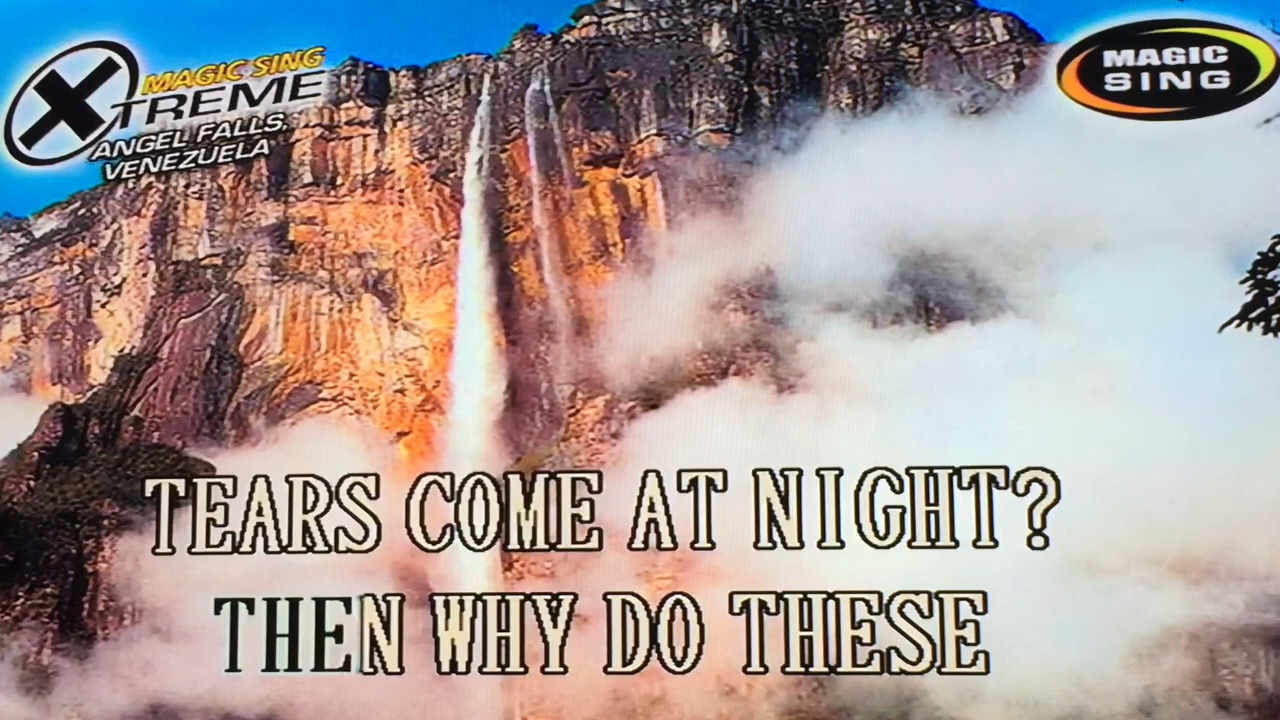 MAGIC SING
XTREME
ANGEL FALLS,
VENEZUELA
MAGIC
SING
TEARS COME AT NIGHT?
THEN WHY DO THESE